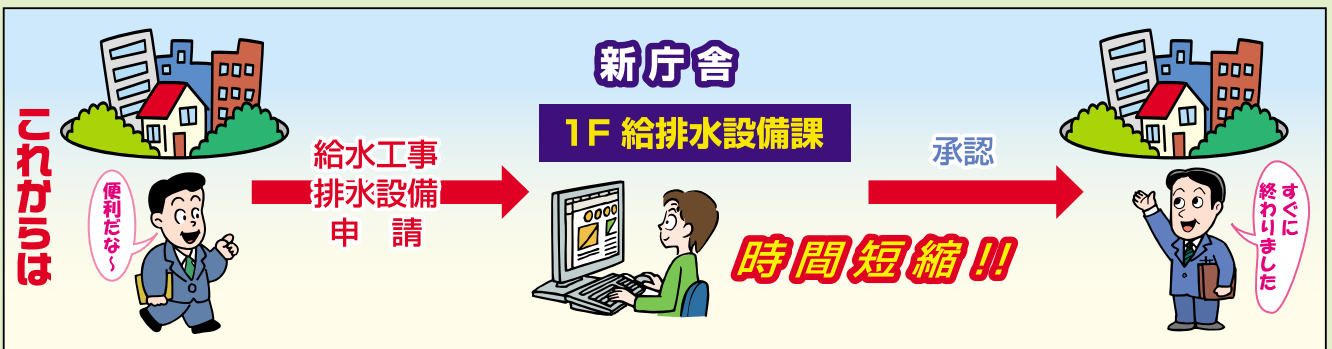 これからは
便利だな～
給水工事
排水設備
申　請
新庁舎
1F 給排水設備課
時間短縮!!
承認
すぐに
終わりました